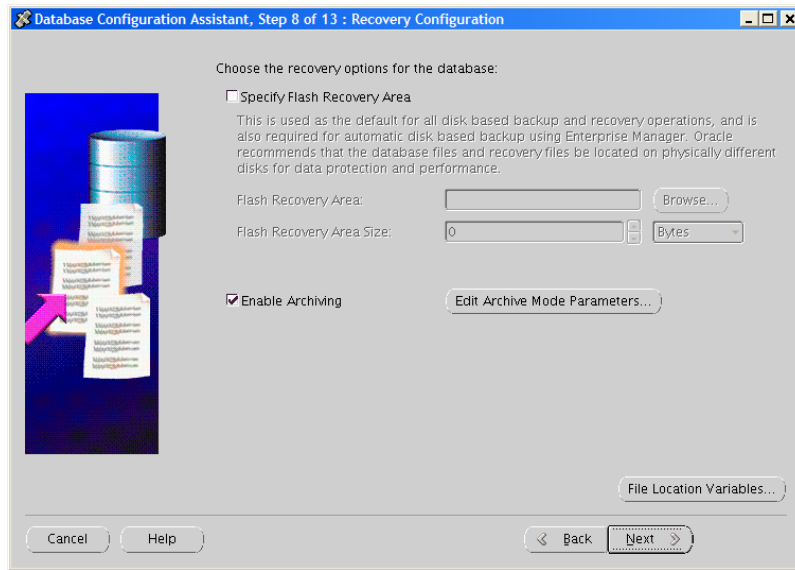 Database Configuration Assistant, Step 8 of 13 : Recovery Configuration
Choose the recovery options for the database:
Specify Flash Recovery Area
This is used as the default for all disk based backup and recovery operations, and is
also required for automatic disk based backup using Enterprise Manager. Oracle
recommends that the database files and recovery files be located on physically different
disks for data protection and performance.
Flash Recovery Area:
Browse...
Flash Recovery Area Size:
0
Bytes
Enable Archiving
Edit Archive Mode Parameters...
File Location Variables...
Cancel
Help
Back
Next